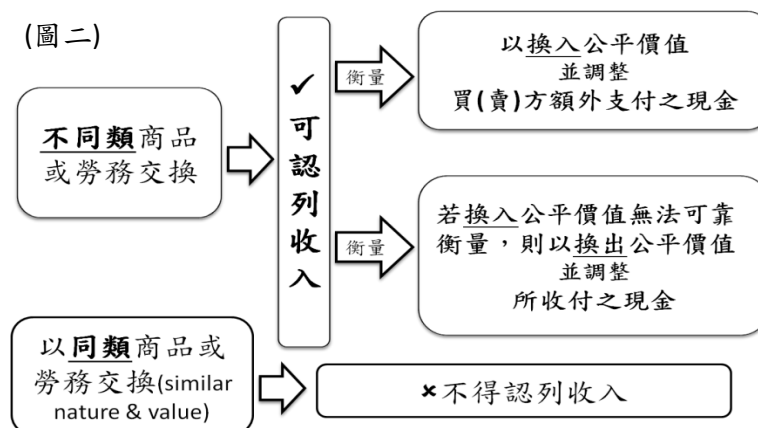 (圖二)
不同類商品
或勞務交換
✓可認列收入
衡量
以換入公平價值
並調整
買(賣)方額外支付之現金
衡量
若換入公平價值無法可靠
衡量，則以換出公平價值
並調整
所收付之現金
以同類商品或
勞務交換(similar
nature & value)
×不得認列收入